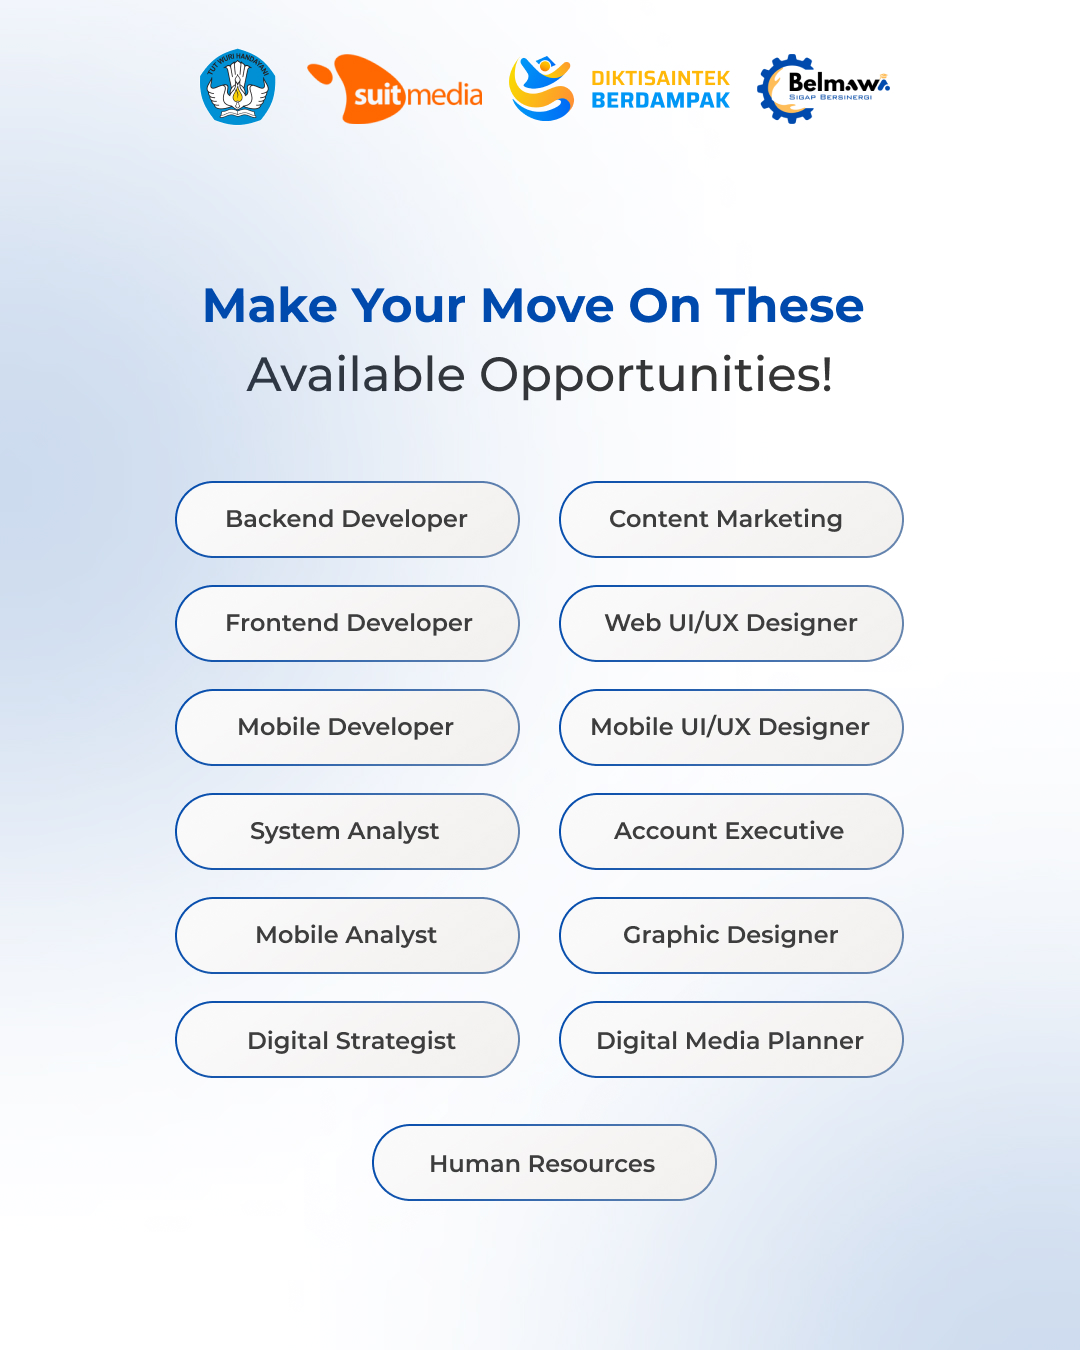 TUT WURI HANDAYANI
suitmedia
DIKTISAINTEK
BERDAMPAK
Belmawa
SIGAP BERSINERGI
Make Your Move On These
Available Opportunities!
Backend Developer
Content Marketing
Frontend Developer
Web UI/UX Designer
Mobile Developer
Mobile UI/UX Designer
System Analyst
Account Executive
Mobile Analyst
Graphic Designer
Digital Strategist
Digital Media Planner
Human Resources